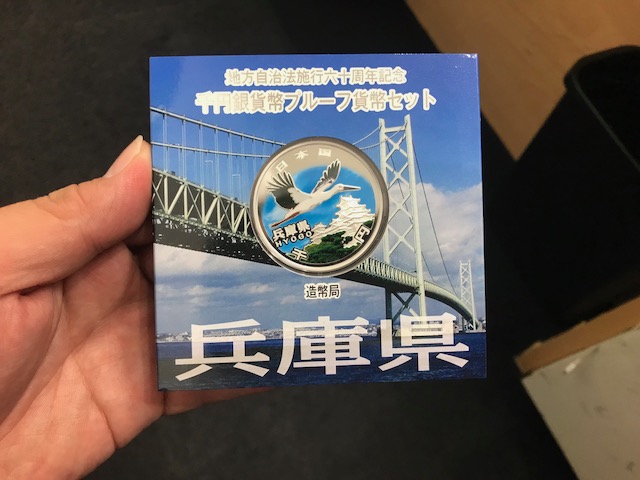 地方自治法施行六十周年記念
千円銀貨幣プルーフ貨幣セット
日本国
兵庫県
HYOGO
千円
造幣局
兵庫県